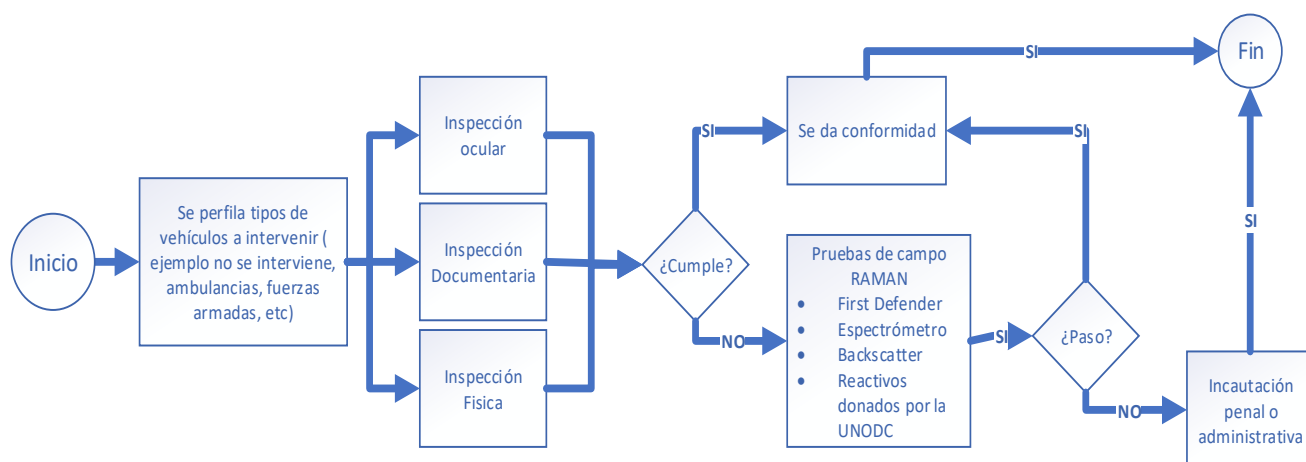 Inicio
Se perfila tipos de
vehículos a intervenir (
ejemplo no se interviene,
ambulancias, fuerzas
armadas, etc)
Inspección
ocular
Inspección
Documentaria
Inspección
Fisica
¿Cumple?
SI
NO
Se da conformidad
Pruebas de campo
RAMAN
• First Defender
• Espectrómetro
• Backscatter
• Reactivos
donados por la
UNODC
SI
¿Paso?
SI
NO
Incautación
penal o
administrativa
SI
SI
Fin